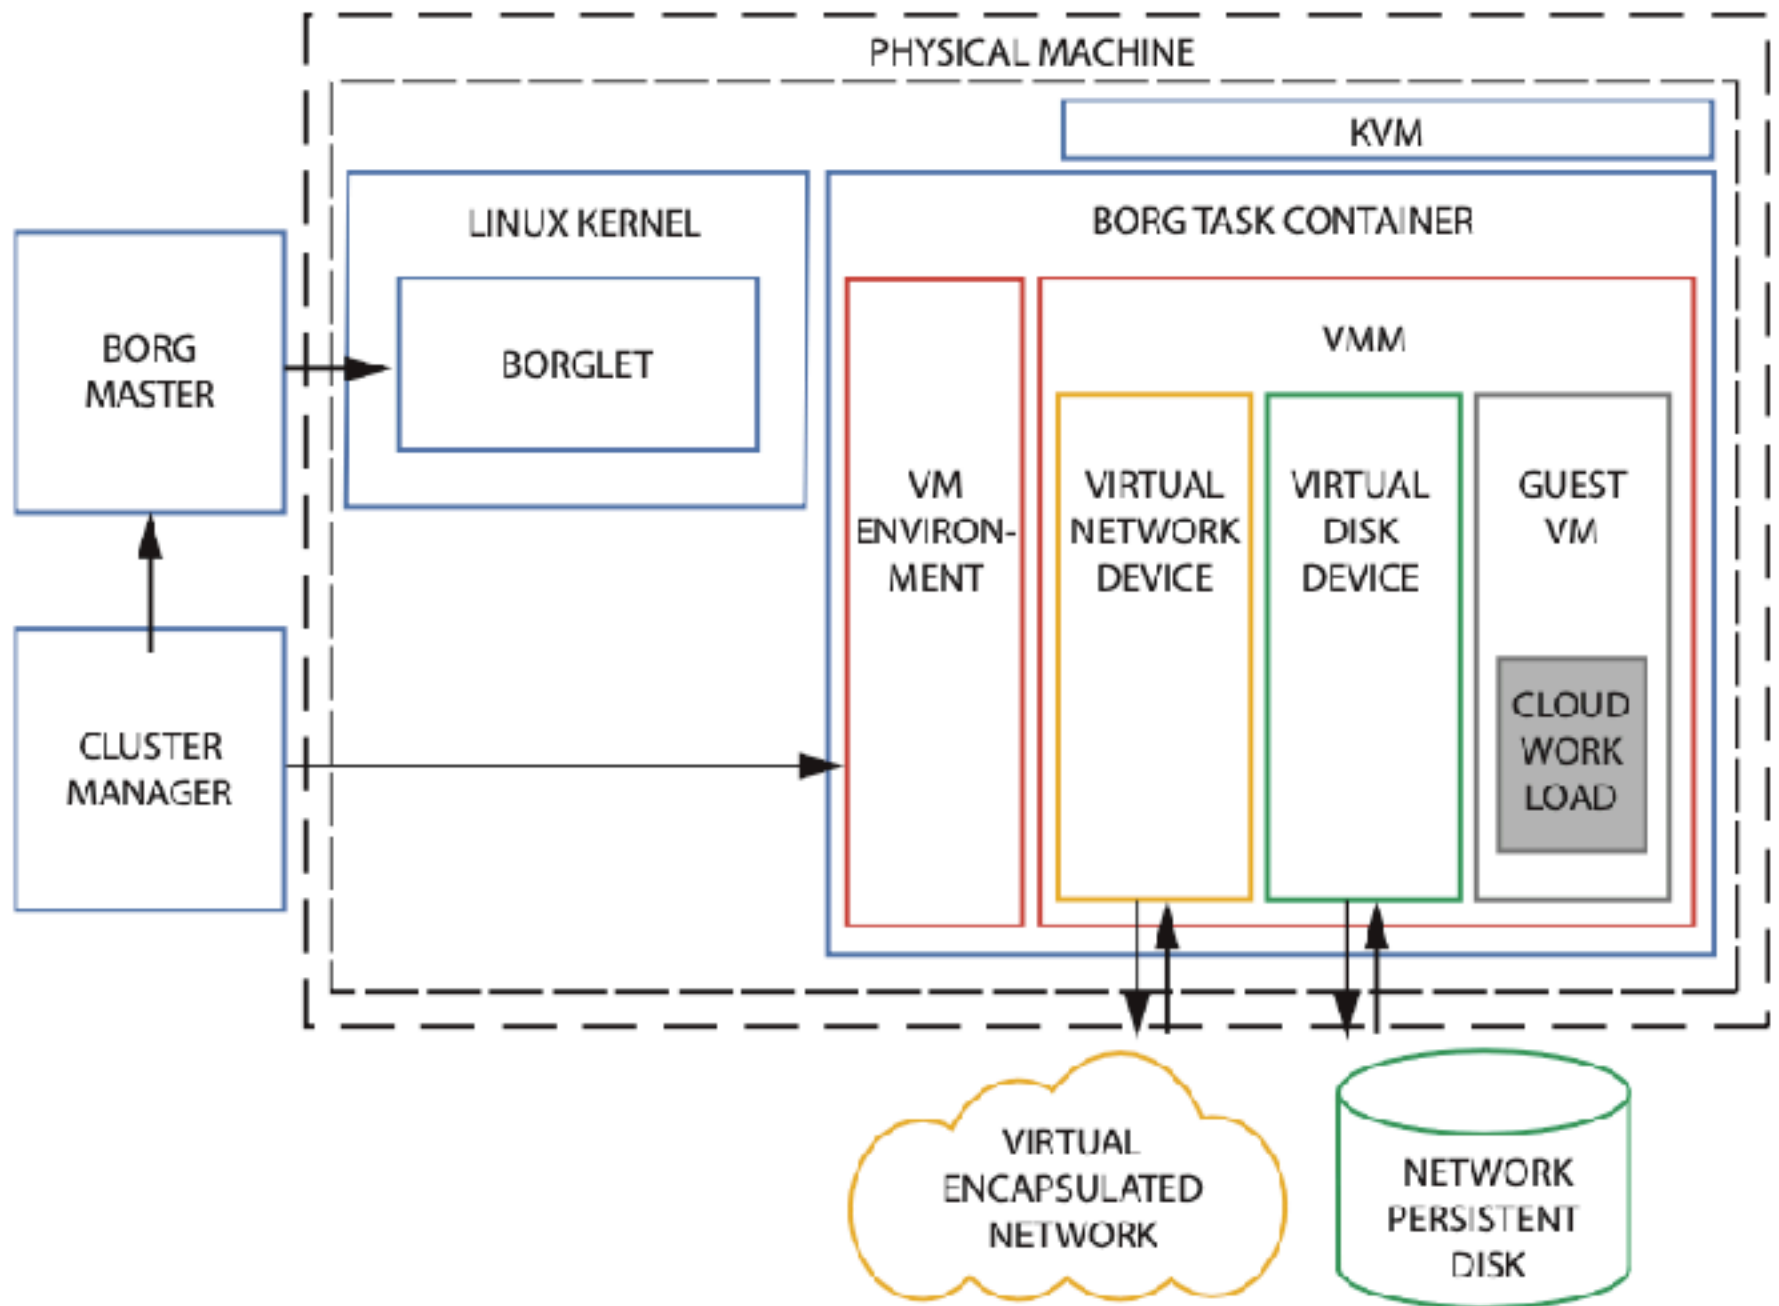 PHYSICAL MACHINE
KVM
LINUX KERNEL
BORG TASK CONTAINER
BORG
MASTER
BORGLET
VMM
VM
ENVIRON-
MENT
VIRTUAL
NETWORK
DEVICE
VIRTUAL
DISK
DEVICE
GUEST
VM
CLOUD
WORK
LOAD
CLUSTER
MANAGER
VIRTUAL
ENCAPSULATED
NETWORK
NETWORK
PERSISTENT
DISK